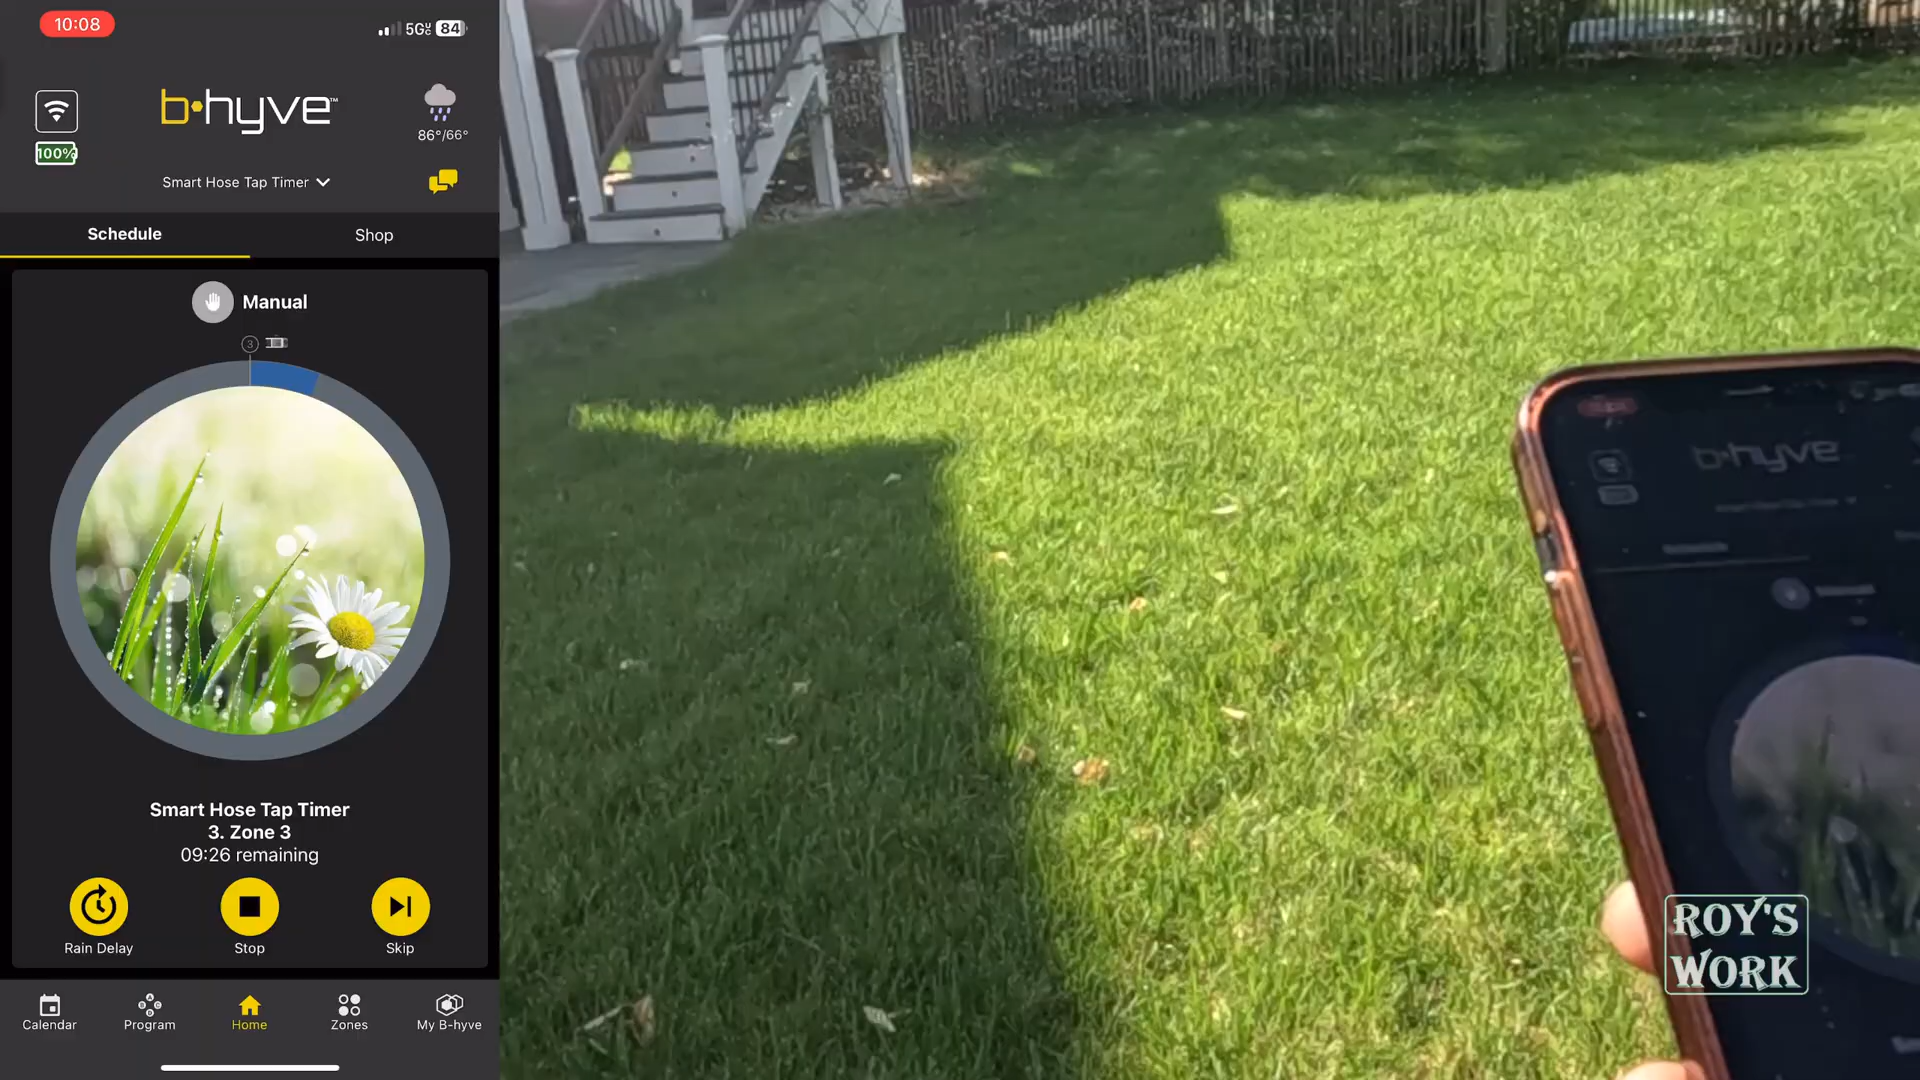 10:08
5G 84
b·hyve™
100%
86°/66°
Smart Hose Tap Timer
Schedule
Shop
Manual
3
Smart Hose Tap Timer
3. Zone 3
09:26 remaining
Rain Delay
Stop
Skip
Calendar
Program
Home
Zones
My B-hyve
b·hyve
ROY'S
WORK